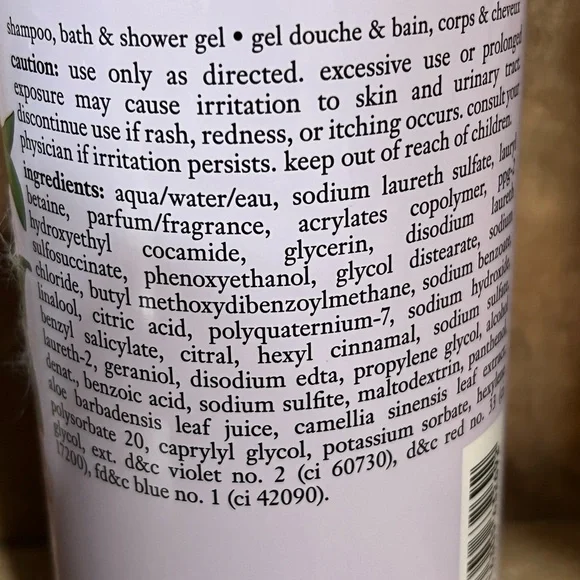 shampoo, bath & shower gel • gel douche & bain, corps & cheveux
caution: use only as directed. excessive use or prolonged
exposure may cause irritation to skin and urinary tract.
discontinue use if rash, redness, or itching occurs. consult your
physician if irritation persists. keep out of reach of children.
ingredients: aqua/water/eau, sodium laureth sulfate, lauryl
betaine, parfum/fragrance, acrylates copolymer, ppg-2
hydroxyethyl cocamide, glycerin, disodium laureth
sulfosuccinate, phenoxyethanol, glycol distearate, sodium
chloride, butyl methoxydibenzoylmethane, sodium benzoate,
linalool, citric acid, polyquaternium-7, sodium hydroxide,
benzyl salicylate, citral, hexyl cinnamal, sodium sulfate,
laureth-2, geraniol, disodium edta, propylene glycol, alcohol
denat., benzoic acid, sodium sulfite, maltodextrin, panthenol,
aloe barbadensis leaf juice, camellia sinensis leaf extract,
polysorbate 20, caprylyl glycol, potassium sorbate, hexylene
glycol, ext. d&c violet no. 2 (ci 60730), d&c red no. 33 (ci
17200), fd&c blue no. 1 (ci 42090).